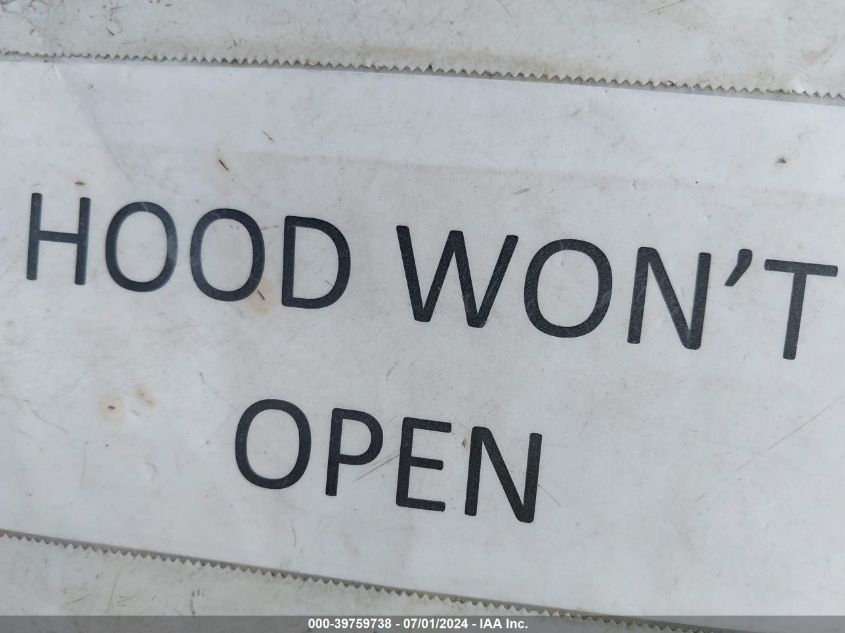 HOOD WON'T
OPEN
000-39759738 - 07/01/2024 - IAA Inc.